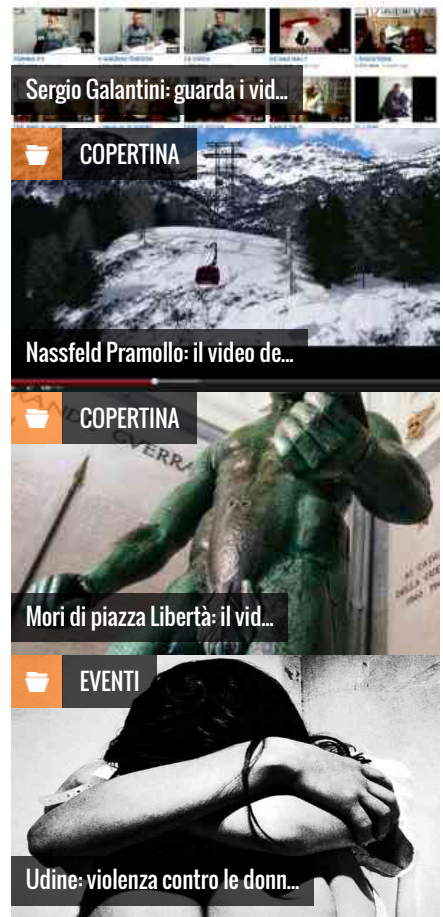 Sergio Galantini: guarda i vid...
COPERTINA
Nassfeld Pramollo: il video de...
COPERTINA
GUERRA
Mori di piazza Libertà: il vid...
EVENTI
Udine: violenza contro le donn...